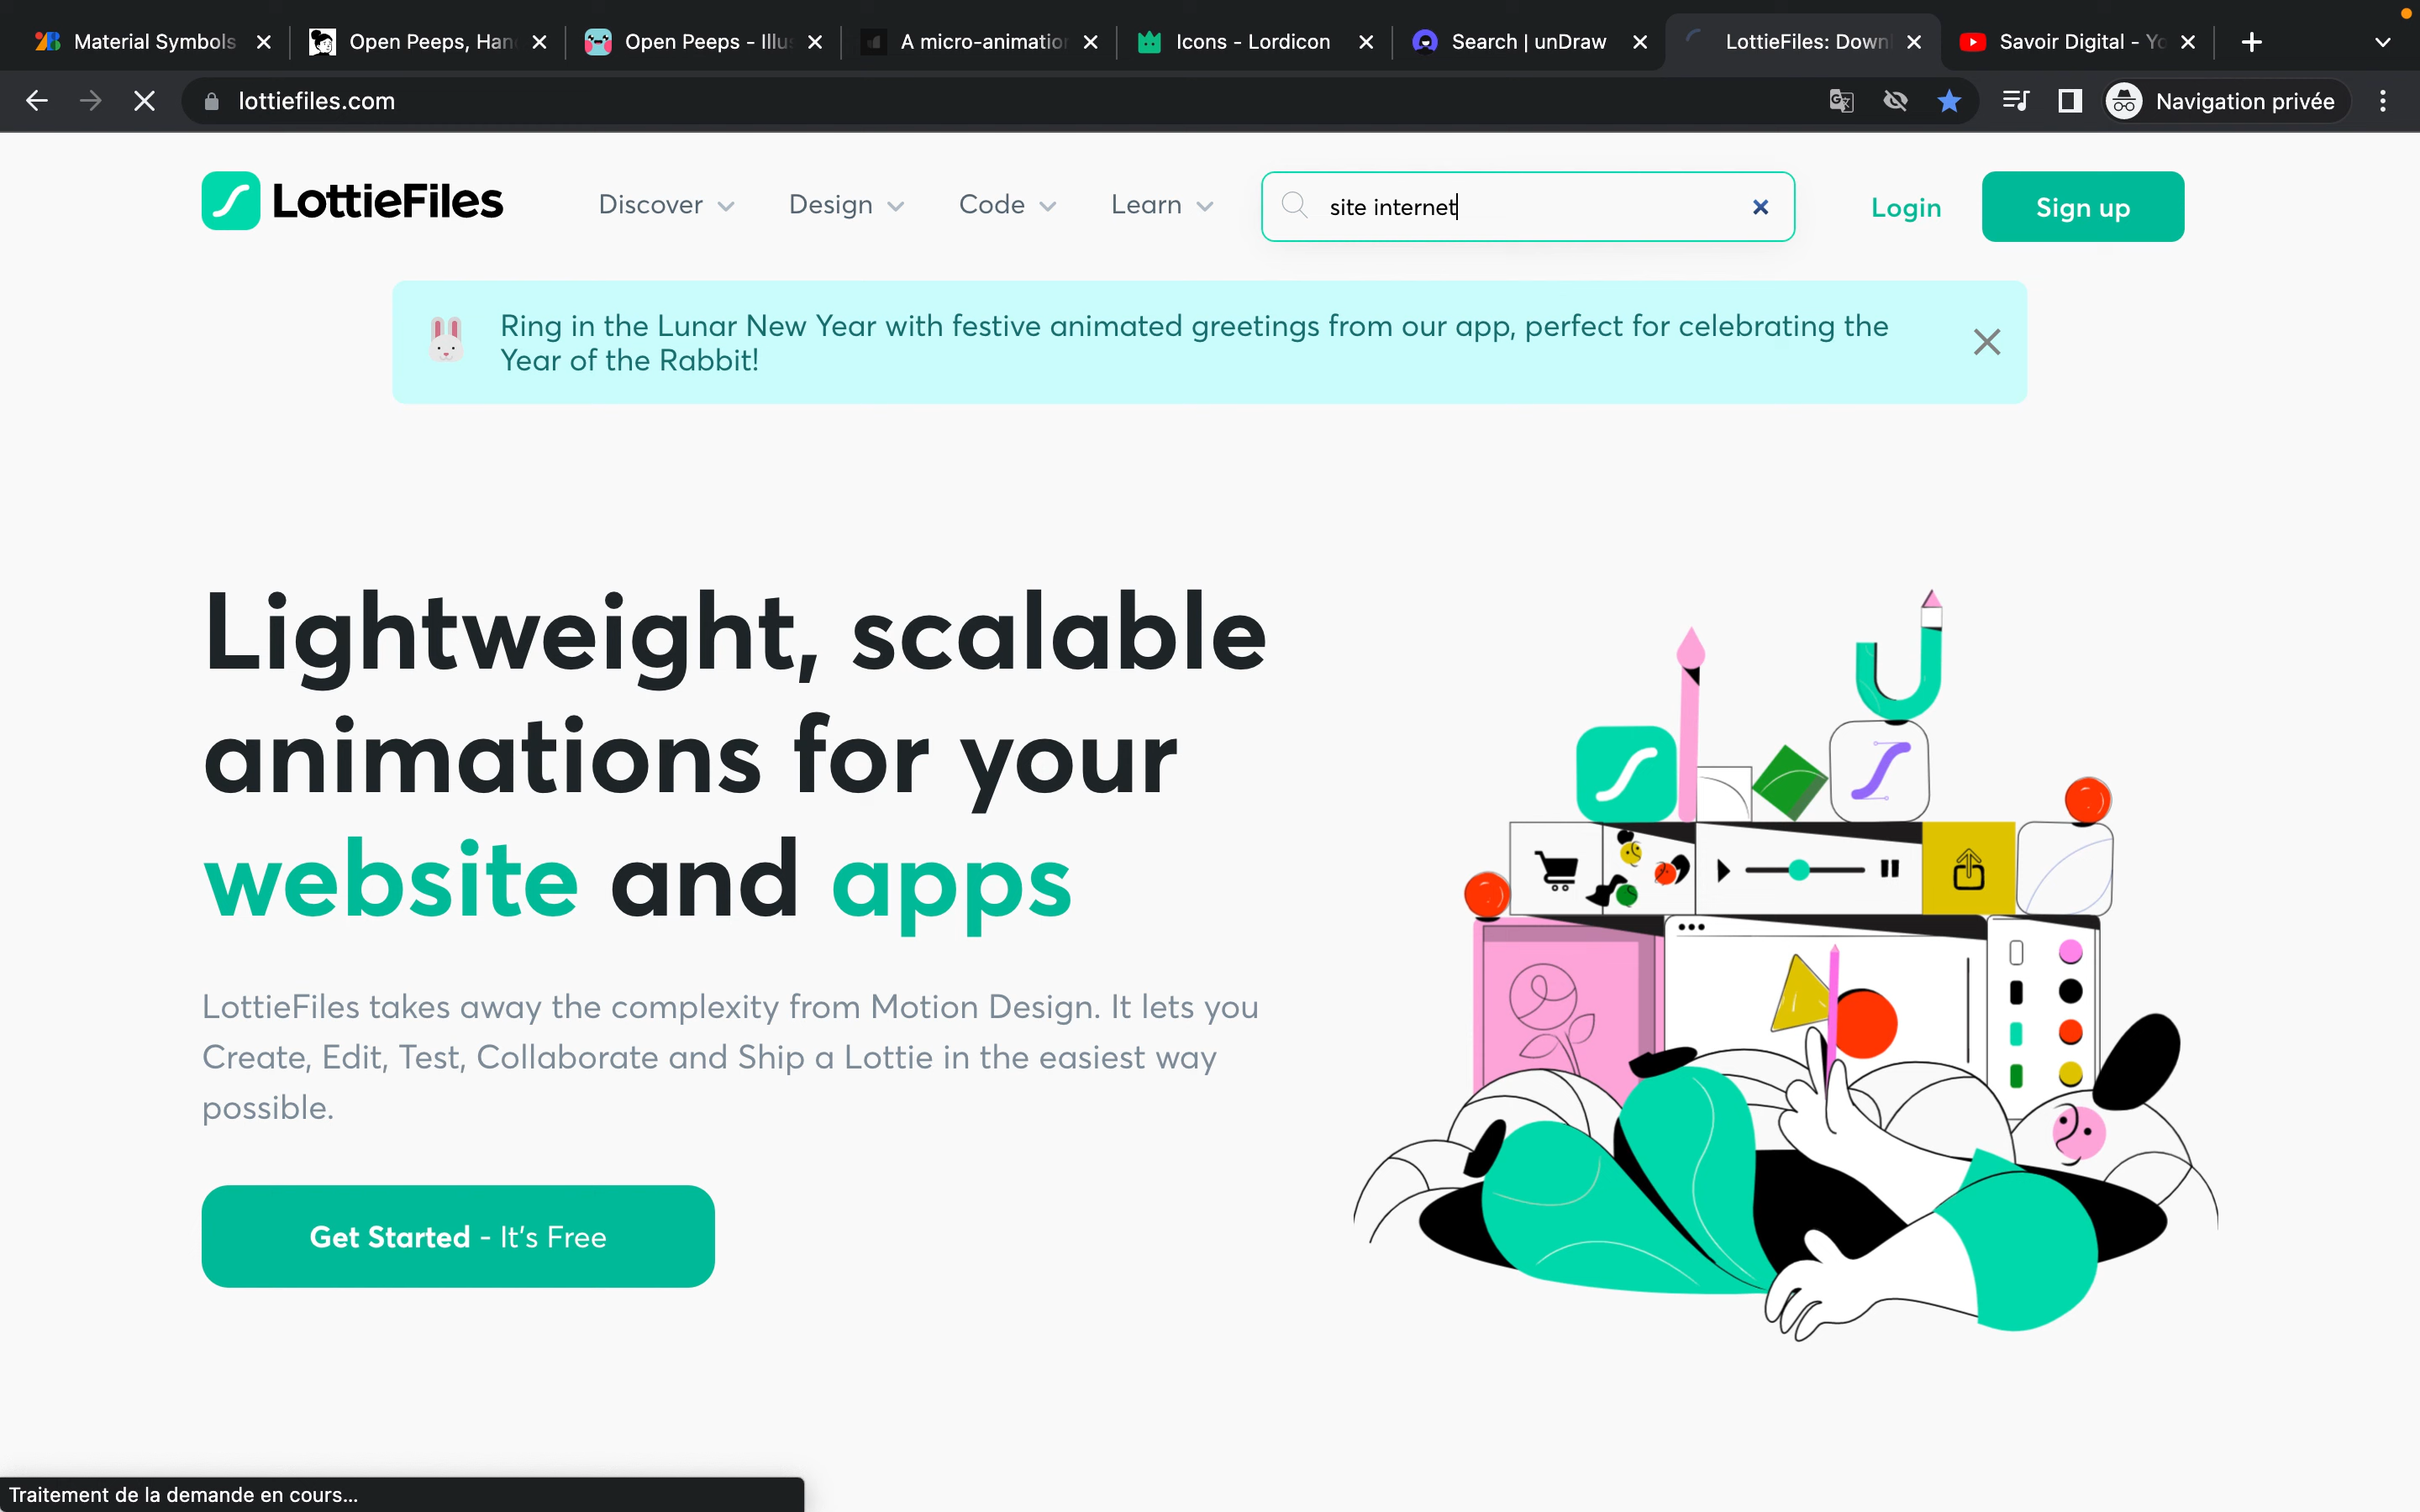 Material Symbols
Open Peeps, Han
Open Peeps - Illus
A micro-animation
Icons - Lordicon
Search | unDraw
LottieFiles: Down
Savoir Digital - Yo
lottiefiles.com
Navigation privée
LottieFiles
Discover
Design
Code
Learn
site internet
Login
Sign up
Ring in the Lunar New Year with festive animated greetings from our app, perfect for celebrating the
Year of the Rabbit!
Lightweight, scalable
animations for your
website and apps
LottieFiles takes away the complexity from Motion Design. It lets you
Create, Edit, Test, Collaborate and Ship a Lottie in the easiest way
possible.
Get Started - It's Free
Traitement de la demande en cours...